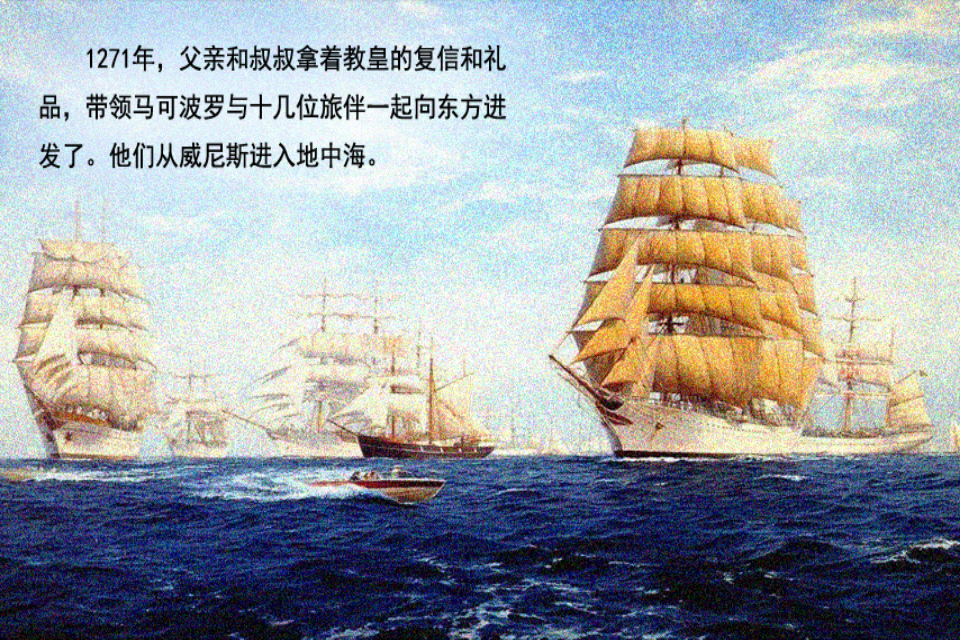 1271年，父亲和叔叔拿着教皇的复信和礼
品，带领马可波罗与十几位旅伴一起向东方进
发了。他们从威尼斯进入地中海。